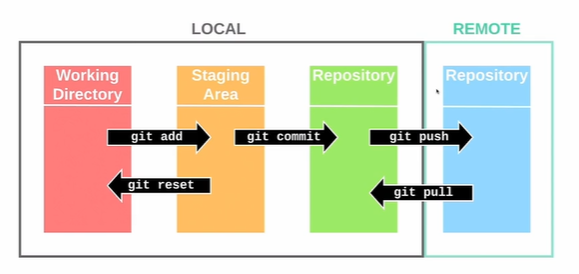 LOCAL
REMOTE
Working
Directory
Staging
Area
Repository
Repository
git add
git commit
git push
git reset
git pull